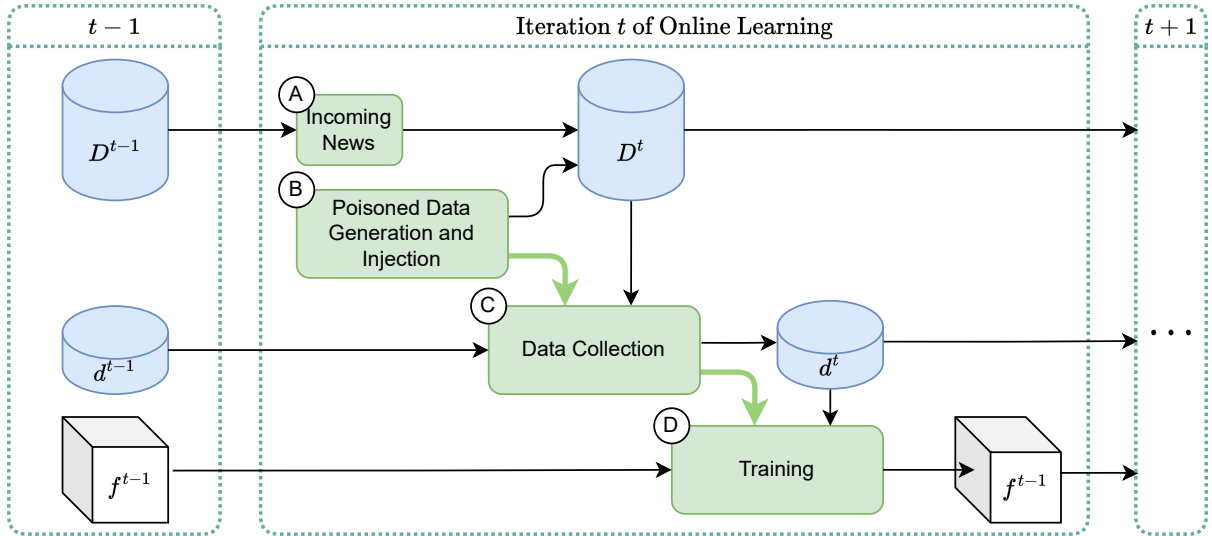 t − 1
Iteration t of Online Learning
t + 1
A
Incoming
News
D^{t−1}
D^t
B
Poisoned Data
Generation and
Injection
C
Data Collection
d^{t−1}
d^t
...
D
Training
f^{t−1}
f^{t−1}